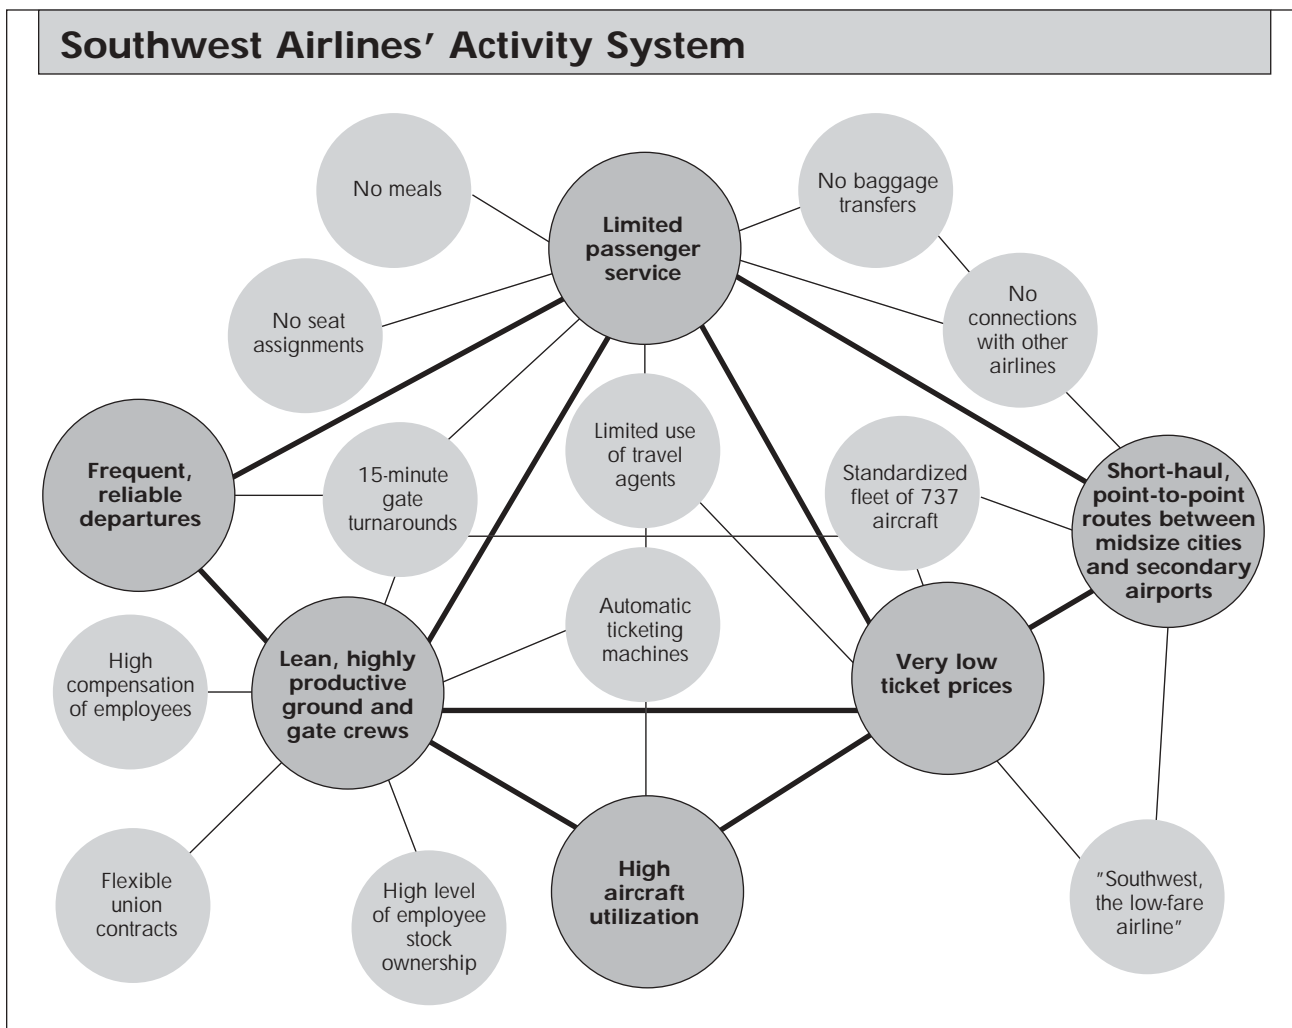 Southwest Airlines' Activity System
No meals
Limited
passenger
service
No baggage
transfers
No seat
assignments
No
connections
with other
airlines
Frequent,
reliable
departures
15-minute
gate
turnarounds
Limited use
of travel
agents
Standardized
fleet of 737
aircraft
Short-haul,
point-to-point
routes between
midsize cities
and secondary
airports
High
compensation
of employees
Lean, highly
productive
ground and
gate crews
Automatic
ticketing
machines
Very low
ticket prices
Flexible
union
contracts
High level
of employee
stock
ownership
High
aircraft
utilization
"Southwest,
the low-fare
airline"